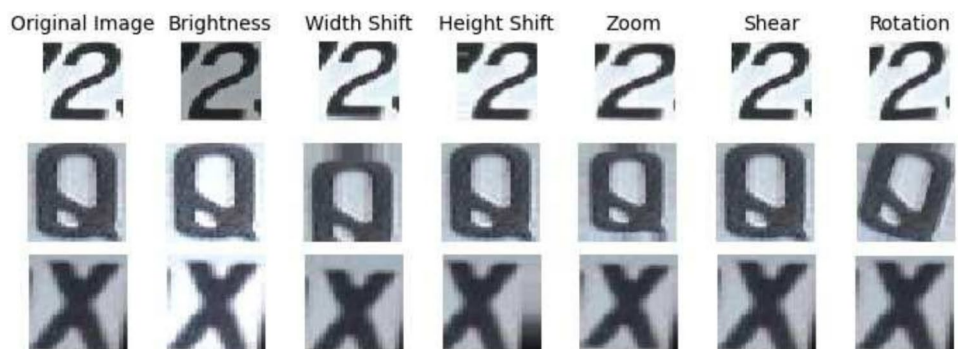 Original Image Brightness Width Shift Height Shift Zoom Shear Rotation
2 2 2 2 2 2 2
Q Q Q Q Q Q Q
X X X X X X X